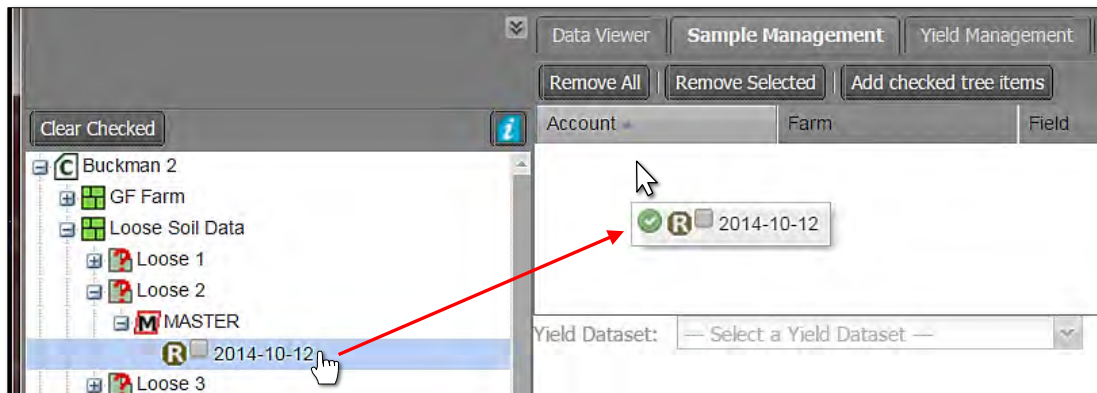 Data Viewer Sample Management Yield Management
Remove All Remove Selected Add checked tree items
Clear Checked i Account Farm Field
C Buckman 2
GF Farm
R 2014-10-12
Loose Soil Data
? Loose 1
? Loose 2
M MASTER
Yield Dataset: --- Select a Yield Dataset ---
R 2014-10-12
? Loose 3